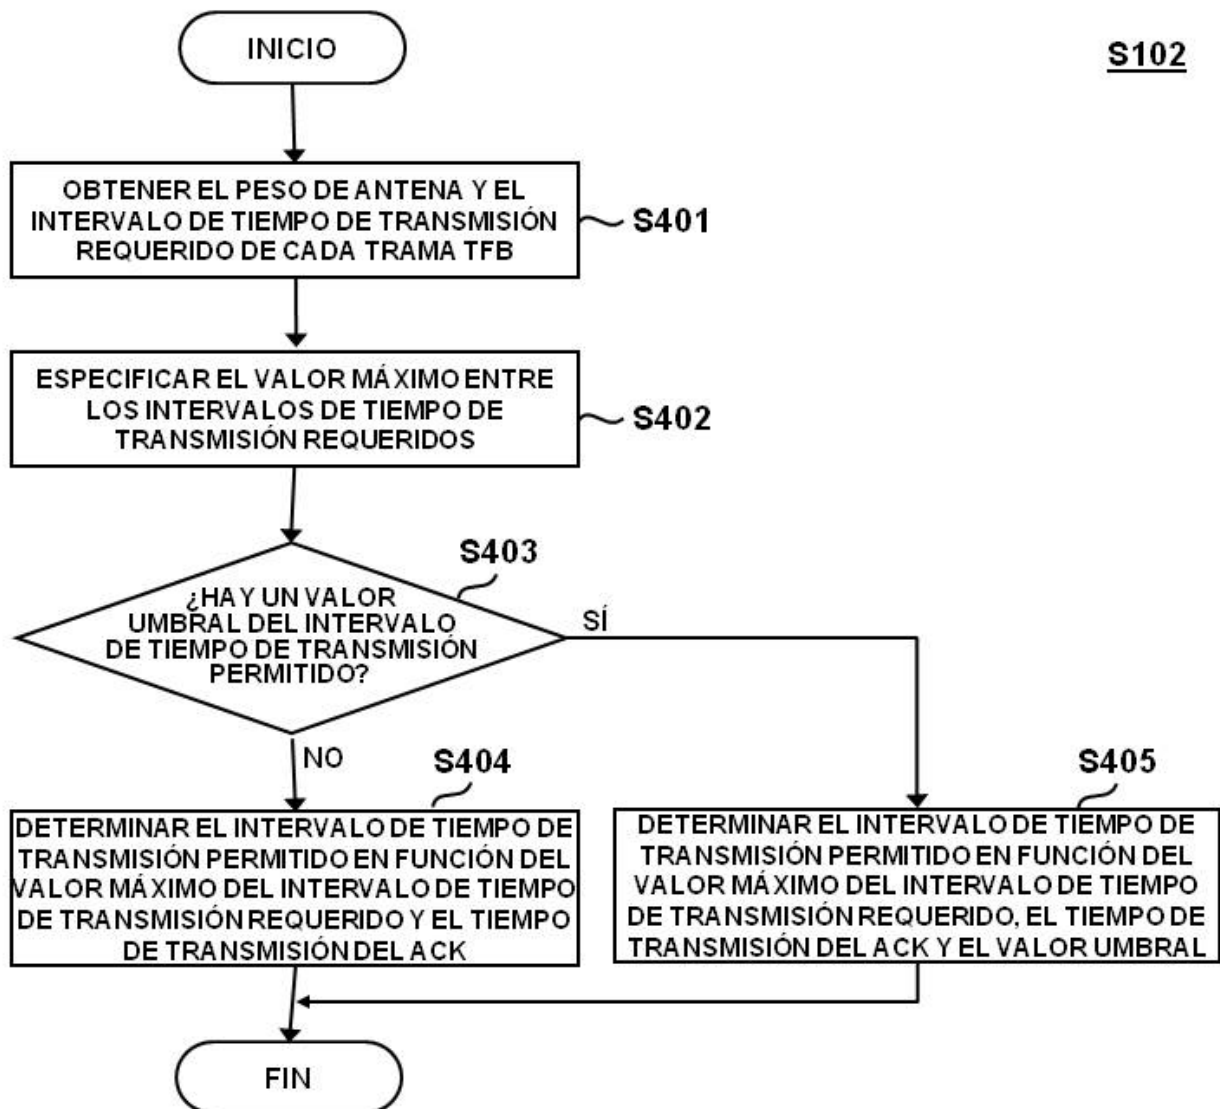 INICIO
S102
OBTENER EL PESO DE ANTENA Y EL
INTERVALO DE TIEMPO DE TRANSMISIÓN
REQUERIDO DE CADA TRAMA TFB
S401
ESPECIFICAR EL VALOR MÁXIMO ENTRE
LOS INTERVALOS DE TIEMPO DE
TRANSMISIÓN REQUERIDOS
S402
S403
¿HAY UN VALOR
UMBRAL DEL INTERVALO
DE TIEMPO DE TRANSMISIÓN
PERMITIDO?
SÍ
NO
S404
DETERMINAR EL INTERVALO DE TIEMPO DE
TRANSMISIÓN PERMITIDO EN FUNCIÓN DEL
VALOR MÁXIMO DEL INTERVALO DE TIEMPO
DE TRANSMISIÓN REQUERIDO Y EL TIEMPO
DE TRANSMISIÓN DEL ACK
S405
DETERMINAR EL INTERVALO DE TIEMPO DE
TRANSMISIÓN PERMITIDO EN FUNCIÓN DEL
VALOR MÁXIMO DEL INTERVALO DE TIEMPO
DE TRANSMISIÓN REQUERIDO, EL TIEMPO DE
TRANSMISIÓN DEL ACK Y EL VALOR UMBRAL
FIN